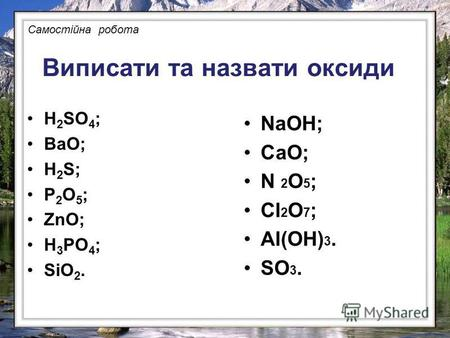 Самостійна робота
Виписати та назвати оксиди
• H₂SO₄;
• BaO;
• H₂S;
• P₂O₅;
• ZnO;
• H₃PO₄;
• SiO₂.
• NaOH;
• CaO;
• N ₂O₅;
• Cl₂O₇;
• Al(OH)₃.
• SO₃.
MyShared